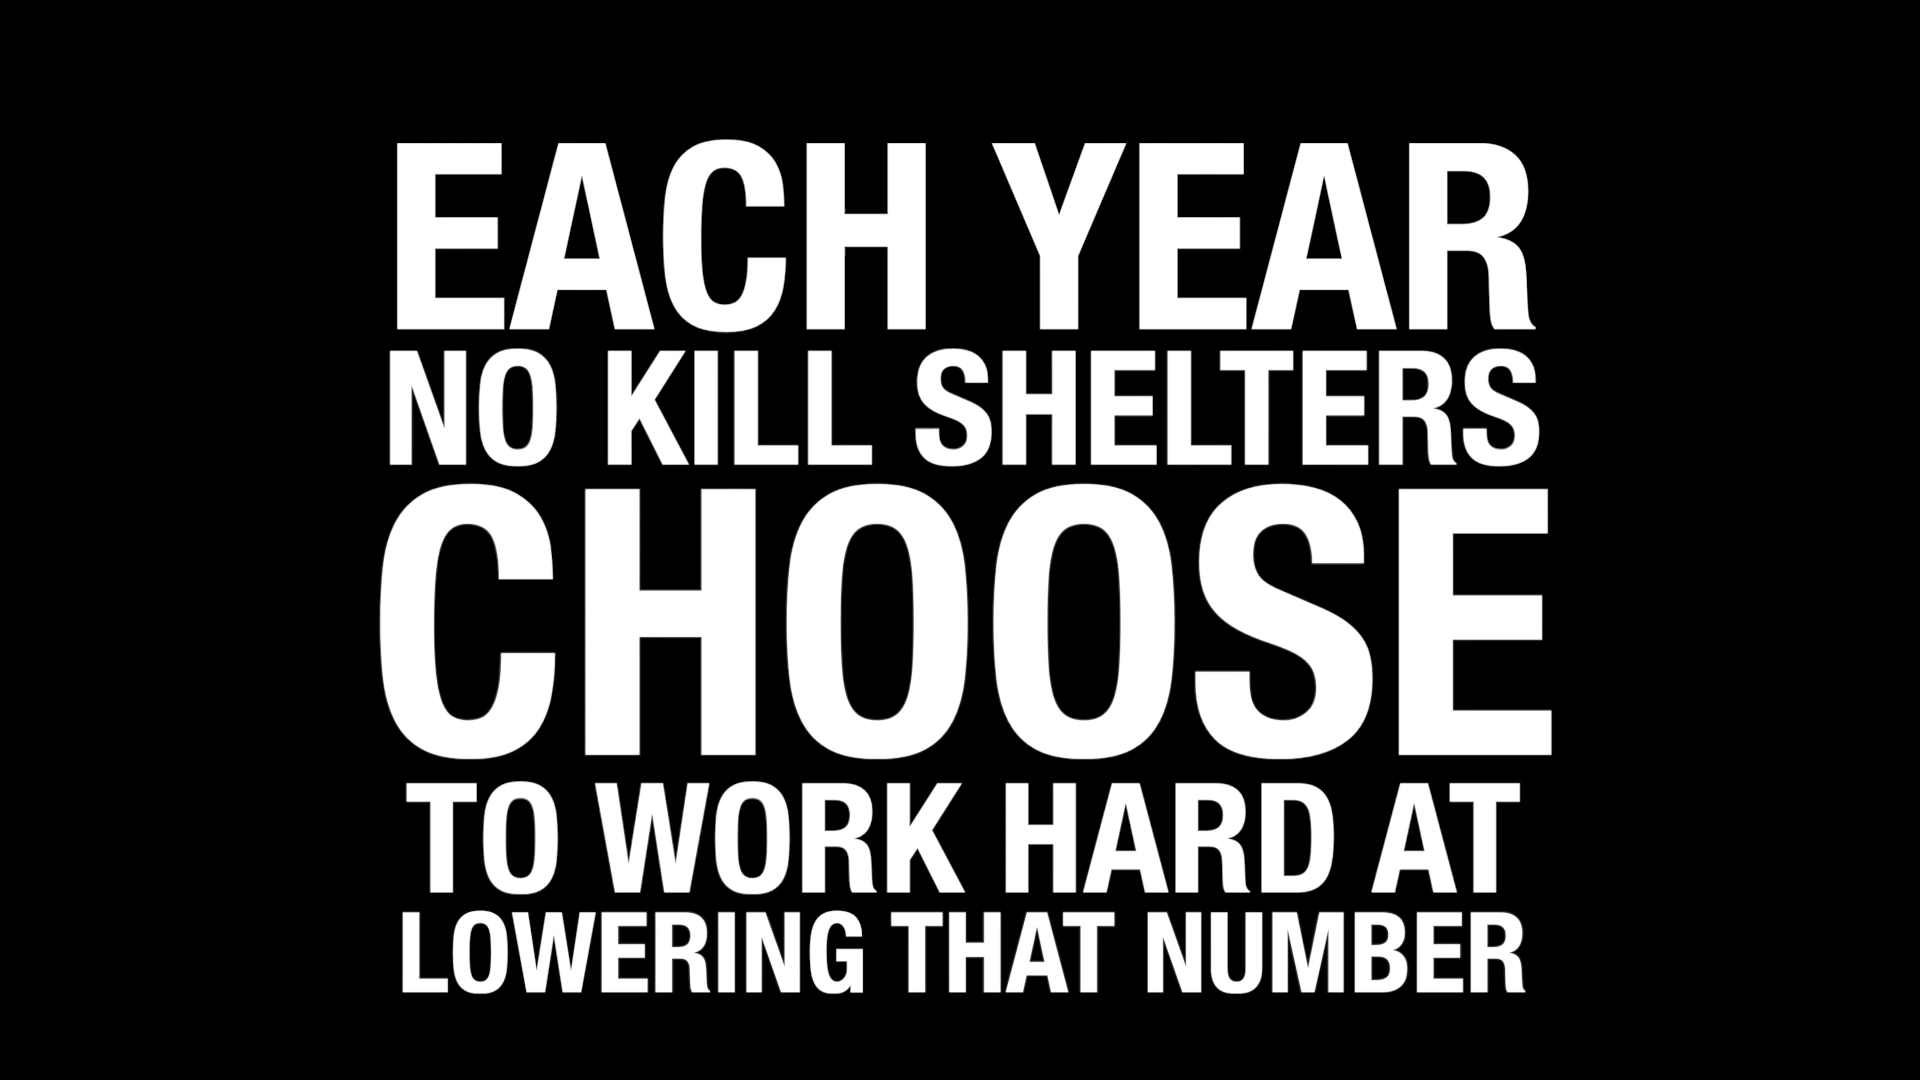 EACH YEAR
NO KILL SHELTERS
CHOOSE
TO WORK HARD AT
LOWERING THAT NUMBER